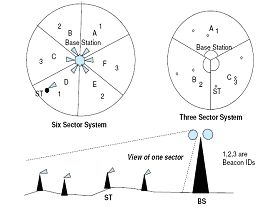 2
1
B
A
Base Station
3
C
F
3
D
E
ST
1
2
Six Sector System
A
1
Base Station
B
2
C
3
ST
Three Sector System
View of one sector
1,2,3 are
Beacon IDs
ST
BS